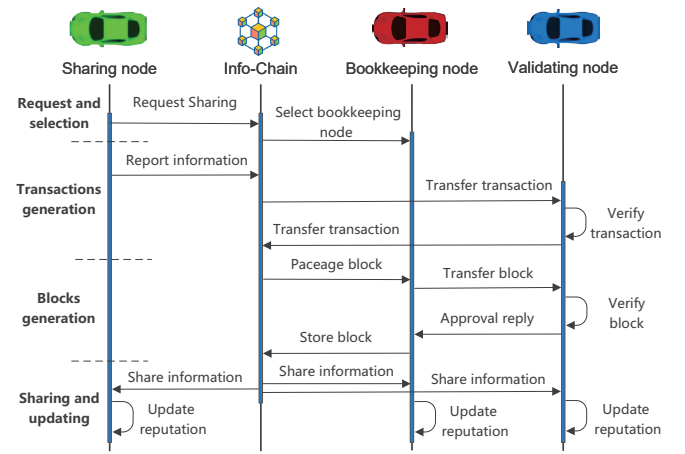 Sharing node
Info-Chain
Bookkeeping node
Validating node
Request and
selection
Request Sharing
Select bookkeeping
node
Report information
Transactions
generation
Transfer transaction
Verify
transaction
Transfer transaction
Paceage block
Transfer block
Blocks
generation
Verify
block
Approval reply
Store block
Share information
Share information
Share information
Sharing and
updating
Update
reputation
Update
reputation
Update
reputation